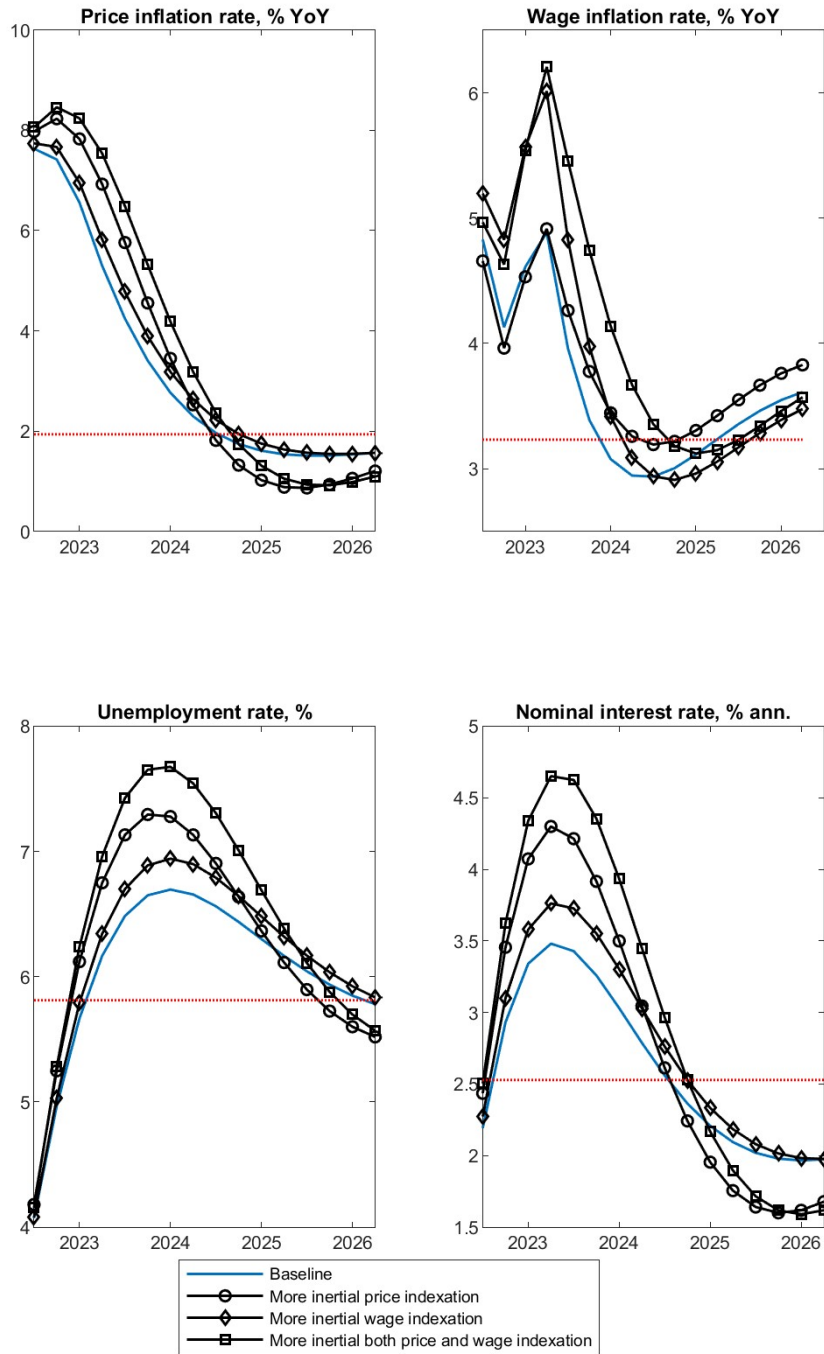 Price inflation rate, % YoY
10
8
6
4
2
0
2023 2024 2025 2026
Wage inflation rate, % YoY
6
5
4
3
2023 2024 2025 2026
Unemployment rate, %
8
7
6
5
4
2023 2024 2025 2026
Nominal interest rate, % ann.
5
4.5
4
3.5
3
2.5
2
1.5
2023 2024 2025 2026
Baseline
More inertial price indexation
More inertial wage indexation
More inertial both price and wage indexation